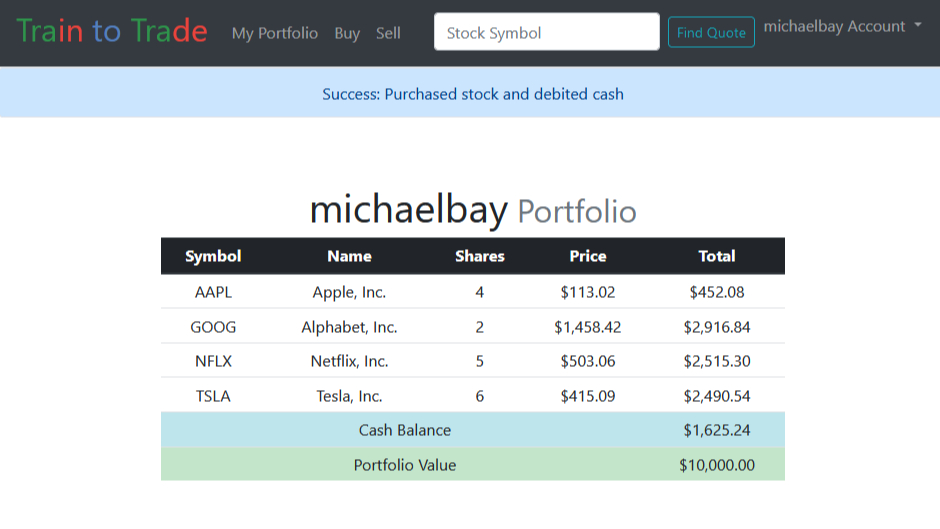 Train to Trade My Portfolio Buy Sell Stock Symbol Find Quote michaelbay Account
Success: Purchased stock and debited cash
michaelbay Portfolio
Symbol Name Shares Price Total
AAPL Apple, Inc. 4 $113.02 $452.08
GOOG Alphabet, Inc. 2 $1,458.42 $2,916.84
NFLX Netflix, Inc. 5 $503.06 $2,515.30
TSLA Tesla, Inc. 6 $415.09 $2,490.54
Cash Balance $1,625.24
Portfolio Value $10,000.00